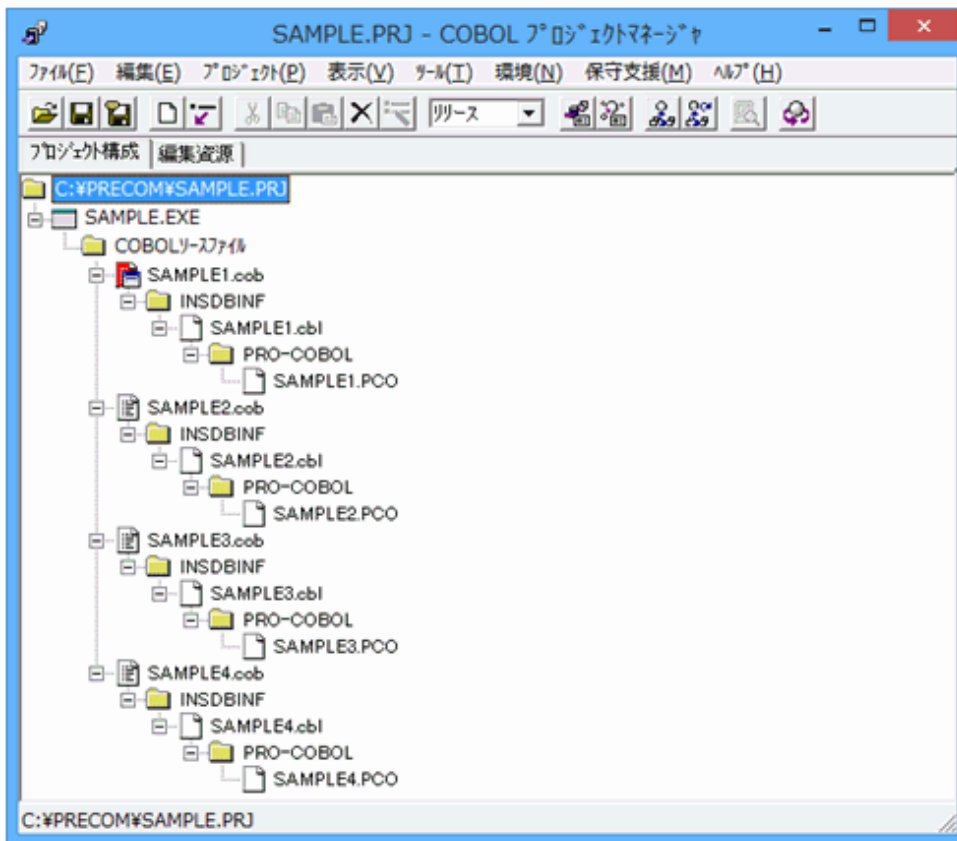 SAMPLE.PRJ - COBOL ﾌﾟﾛｼﾞｪｸﾄﾏﾈｰｼﾞｬ
ﾌｧｲﾙ(F) 編集(E) ﾌﾟﾛｼﾞｪｸﾄ(P) 表示(V) ﾂｰﾙ(T) 環境(N) 保守支援(M) ﾍﾙﾌﾟ(H)
ﾘﾘｰｽ
ﾌﾟﾛｼﾞｪｸﾄ構成 編集資源
C:¥PRECOM¥SAMPLE.PRJ
SAMPLE.EXE
COBOLｿｰｽﾌｧｲﾙ
SAMPLE1.cob
INSDBINF
SAMPLE1.cbl
PRO-COBOL
SAMPLE1.PCO
SAMPLE2.cob
INSDBINF
SAMPLE2.cbl
PRO-COBOL
SAMPLE2.PCO
SAMPLE3.cob
INSDBINF
SAMPLE3.cbl
PRO-COBOL
SAMPLE3.PCO
SAMPLE4.cob
INSDBINF
SAMPLE4.cbl
PRO-COBOL
SAMPLE4.PCO
C:¥PRECOM¥SAMPLE.PRJ